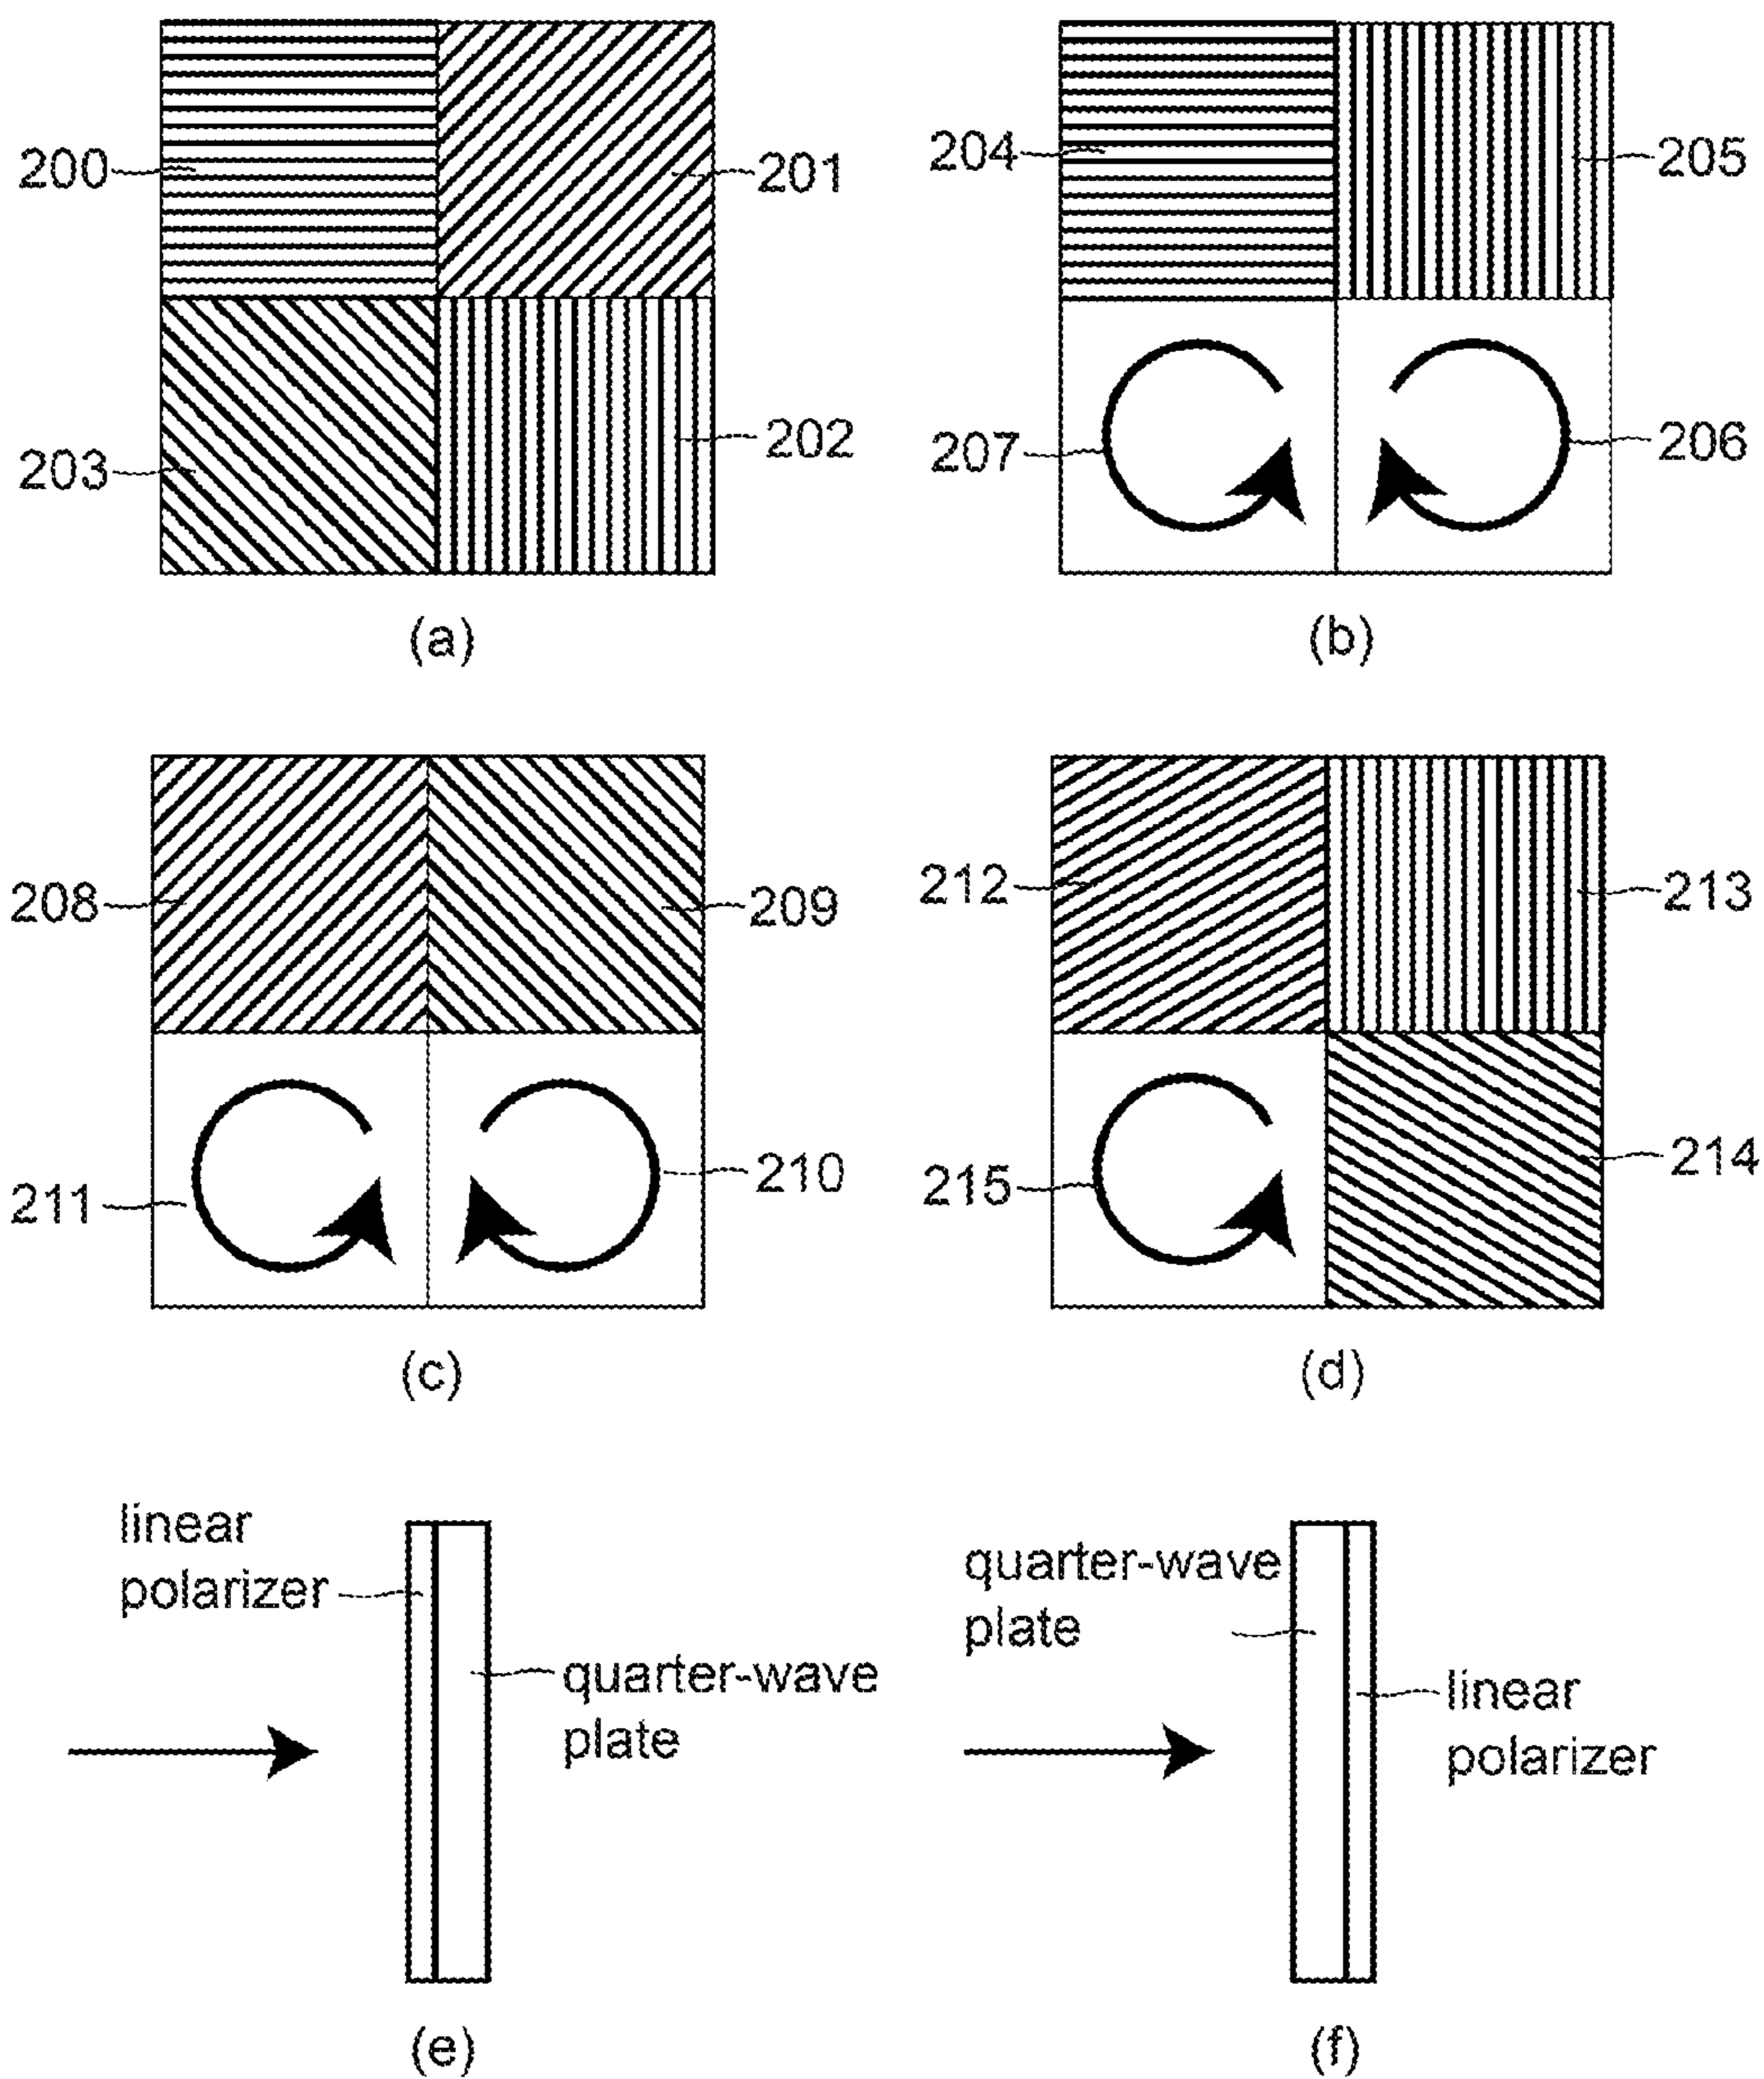 200
201
203
202
(a)
204
205
207
206
(b)
208
209
211
210
(c)
212
213
215
214
(d)
linear
polarizer
quarter-wave
plate
(e)
quarter-wave
plate
linear
polarizer
(f)